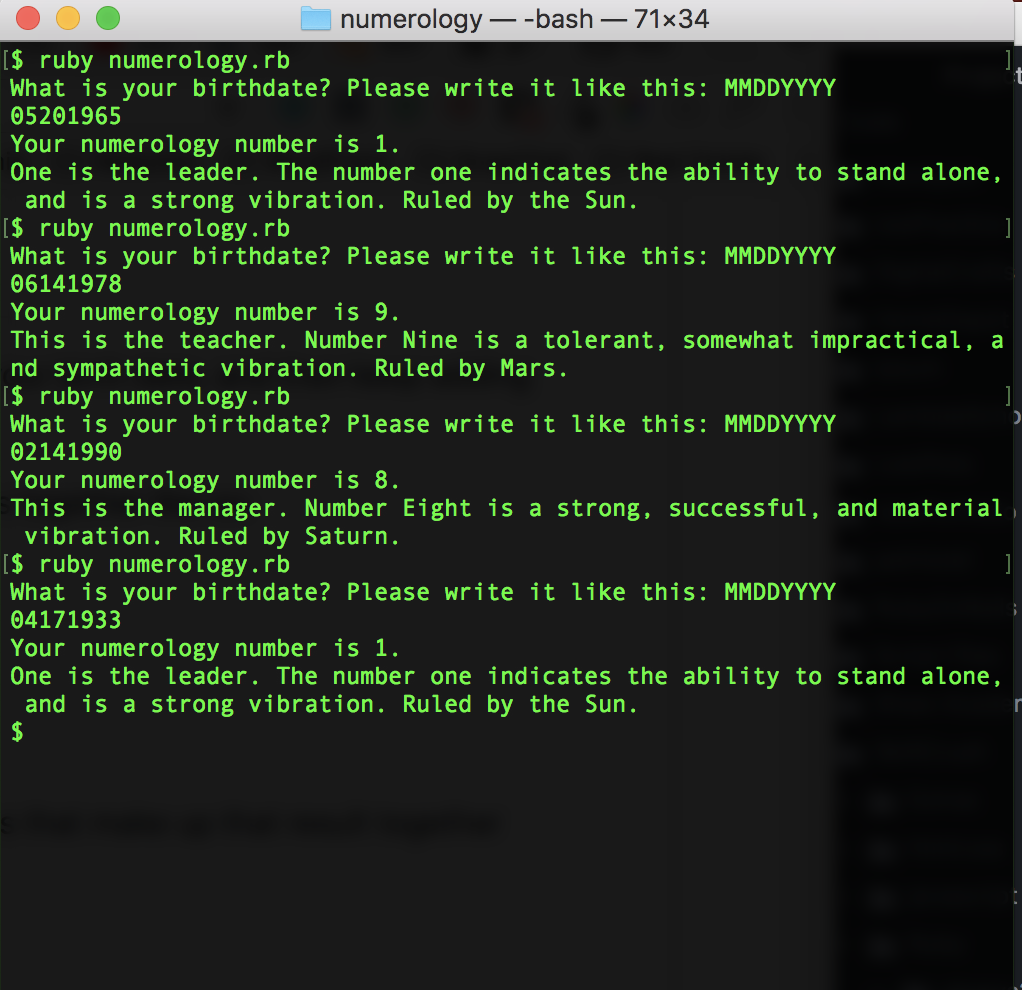 numerology — -bash — 71×34
[$ ruby numerology.rb ]
What is your birthdate? Please write it like this: MMDDYYYY
05201965
Your numerology number is 1.
One is the leader. The number one indicates the ability to stand alone,
and is a strong vibration. Ruled by the Sun.
[$ ruby numerology.rb ]
What is your birthdate? Please write it like this: MMDDYYYY
06141978
Your numerology number is 9.
This is the teacher. Number Nine is a tolerant, somewhat impractical, a
nd sympathetic vibration. Ruled by Mars.
[$ ruby numerology.rb ]
What is your birthdate? Please write it like this: MMDDYYYY
02141990
Your numerology number is 8.
This is the manager. Number Eight is a strong, successful, and material
vibration. Ruled by Saturn.
[$ ruby numerology.rb ]
What is your birthdate? Please write it like this: MMDDYYYY
04171933
Your numerology number is 1.
One is the leader. The number one indicates the ability to stand alone,
and is a strong vibration. Ruled by the Sun.
$